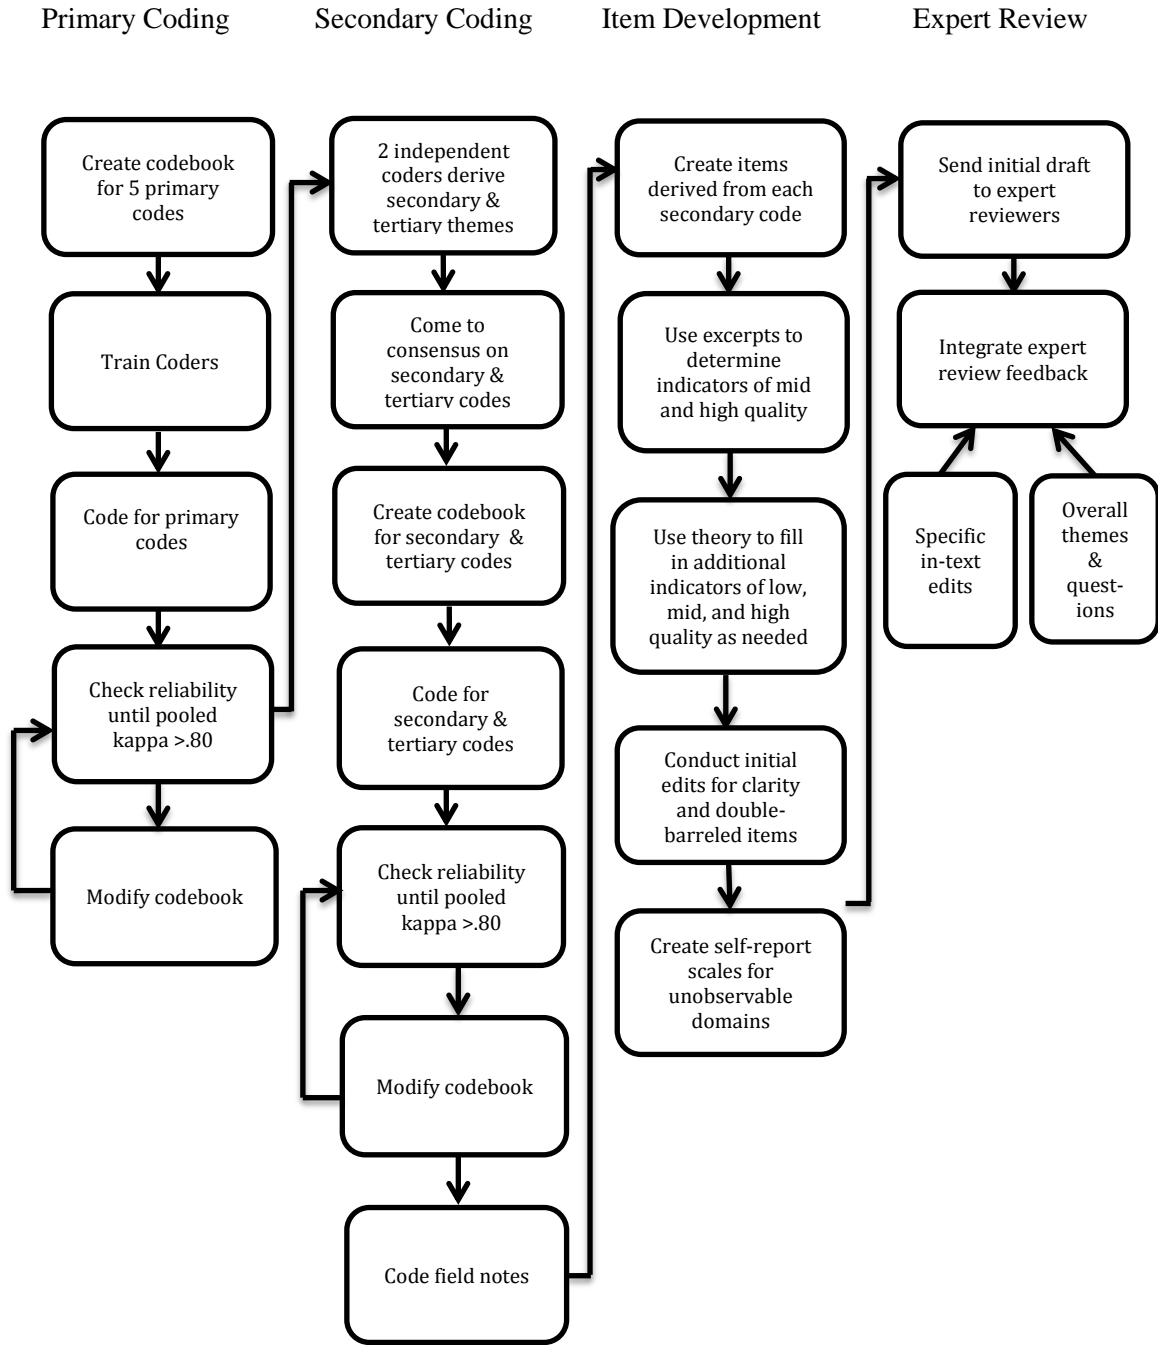 Primary Coding
Secondary Coding
Item Development
Expert Review
Create codebook
for 5 primary
codes
Train Coders
Code for primary
codes
Check reliability
until pooled
kappa >.80
Modify codebook
2 independent
coders derive
secondary &
tertiary themes
Come to
consensus on
secondary &
tertiary codes
Create codebook
for secondary &
tertiary codes
Code for
secondary &
tertiary codes
Check reliability
until pooled
kappa >.80
Modify codebook
Code field notes
Create items
derived from each
secondary code
Use excerpts to
determine
indicators of mid
and high quality
Use theory to fill
in additional
indicators of low,
mid, and high
quality as needed
Conduct initial
edits for clarity
and double-
barreled items
Create self-report
scales for
unobservable
domains
Send initial draft
to expert
reviewers
Integrate expert
review feedback
Specific
in-text
edits
Overall
themes
&
quest-
ions